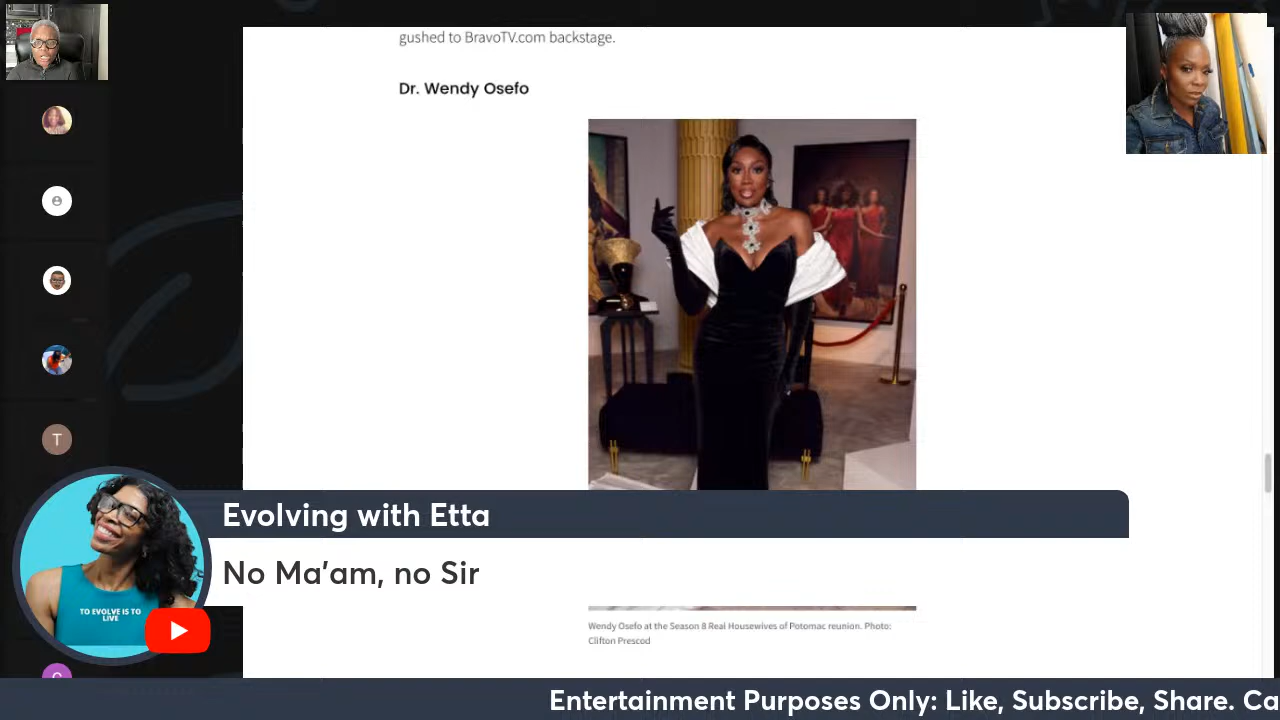 gushed to BravoTV.com backstage.
Dr. Wendy Osefo
T
Evolving with Etta
No Ma'am, no Sir
TO EVOLVE IS TO
LIVE
Wendy Osefo at the Season 8 Real Housewives of Potomac reunion. Photo:
Clifton Prescod
Entertainment Purposes Only: Like, Subscribe, Share. Ca